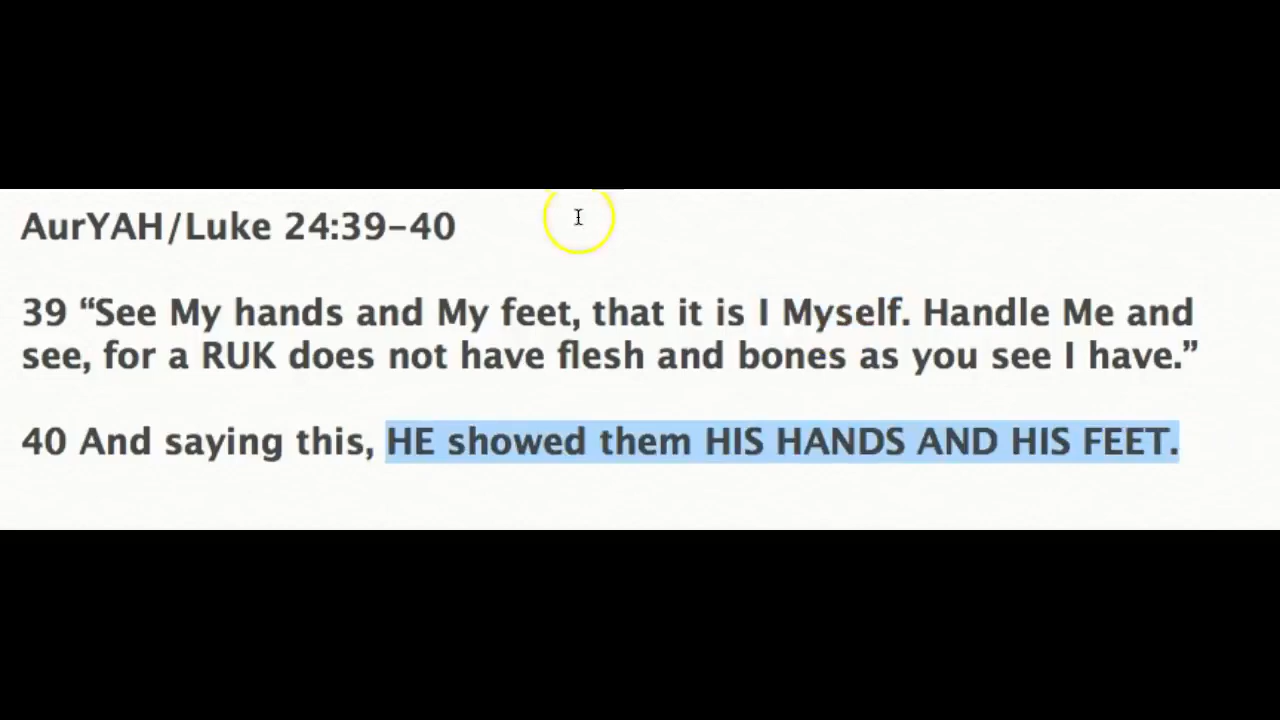 AurYAH/Luke 24:39-40
39 “See My hands and My feet, that it is I Myself. Handle Me and
see, for a RUK does not have flesh and bones as you see I have.”
40 And saying this, HE showed them HIS HANDS AND HIS FEET.